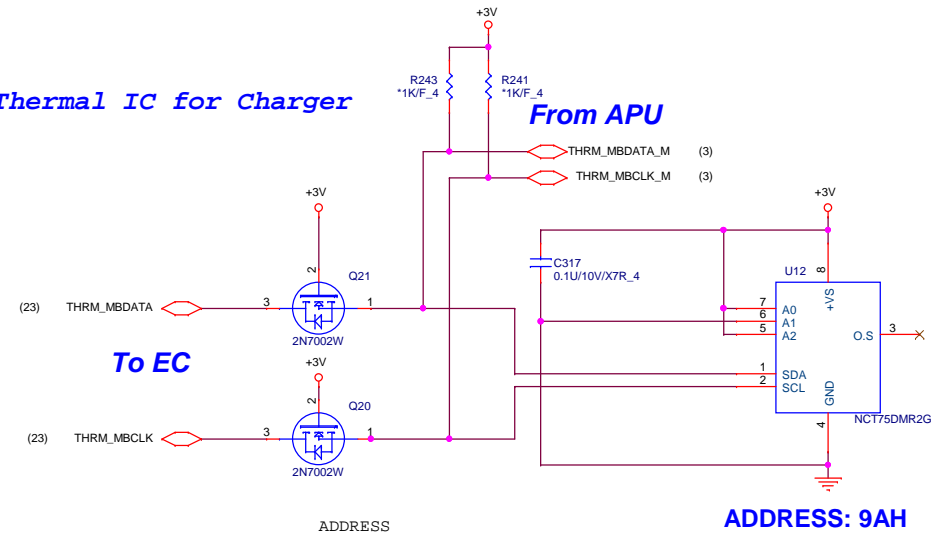 +3V
R243
*1K/F_4
R241
*1K/F_4
Thermal IC for Charger
From APU
THRM_MBDATA_M (3)
THRM_MBCLK_M (3)
+3V
+3V
C317
0.1U/10V/X7R_4
U12
8
+VS
2
Q21
(23) THRM_MBDATA
3
1
2N7002W
7 A0
6 A1
5 A2
O.S 3
To EC
+3V
1 SDA
2 SCL
GND
4
NCT75DMR2G
2
Q20
(23) THRM_MBCLK
3
1
2N7002W
ADDRESS
ADDRESS: 9AH